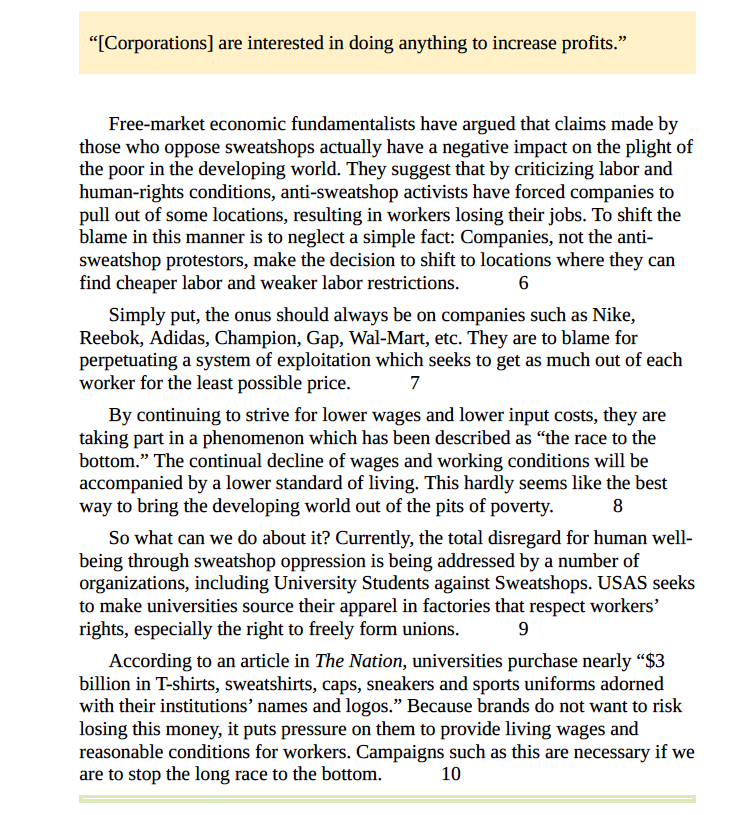 “[Corporations] are interested in doing anything to increase profits.”
Free-market economic fundamentalists have argued that claims made by
those who oppose sweatshops actually have a negative impact on the plight of
the poor in the developing world. They suggest that by criticizing labor and
human-rights conditions, anti-sweatshop activists have forced companies to
pull out of some locations, resulting in workers losing their jobs. To shift the
blame in this manner is to neglect a simple fact: Companies, not the anti-
sweatshop protestors, make the decision to shift to locations where they can
find cheaper labor and weaker labor restrictions. 6
Simply put, the onus should always be on companies such as Nike,
Reebok, Adidas, Champion, Gap, Wal-Mart, etc. They are to blame for
perpetuating a system of exploitation which seeks to get as much out of each
worker for the least possible price. 7
By continuing to strive for lower wages and lower input costs, they are
taking part in a phenomenon which has been described as “the race to the
bottom.” The continual decline of wages and working conditions will be
accompanied by a lower standard of living. This hardly seems like the best
way to bring the developing world out of the pits of poverty. 8
So what can we do about it? Currently, the total disregard for human well-
being through sweatshop oppression is being addressed by a number of
organizations, including University Students against Sweatshops. USAS seeks
to make universities source their apparel in factories that respect workers’
rights, especially the right to freely form unions. 9
According to an article in The Nation, universities purchase nearly “$3
billion in T-shirts, sweatshirts, caps, sneakers and sports uniforms adorned
with their institutions’ names and logos.” Because brands do not want to risk
losing this money, it puts pressure on them to provide living wages and
reasonable conditions for workers. Campaigns such as this are necessary if we
are to stop the long race to the bottom. 10